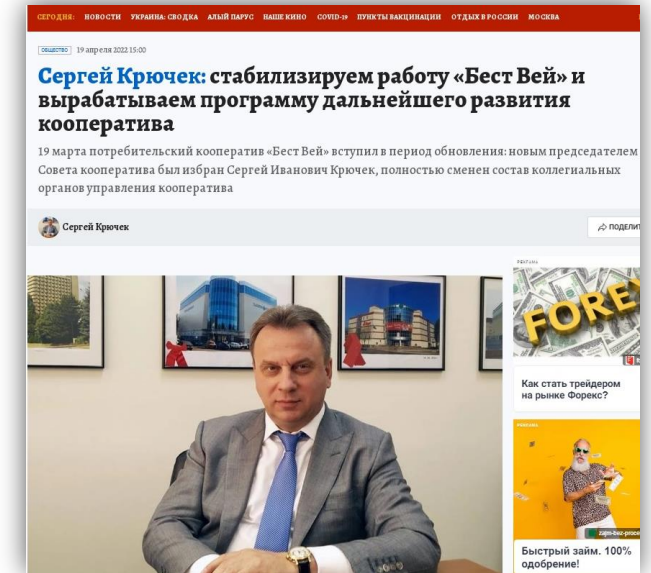 СЕГОДНЯ: НОВОСТИ УКРАИНА: СВОДКА АЛЫЙ ПАРУС НАШЕ КИНО COVID-19 ПУНКТЫ ВАКЦИНАЦИИ ОТДЫХ В РОССИИ МОСКВА
ОБЩЕСТВО 19 апреля 2022 15:00
Сергей Крючек: стабилизируем работу «Бест Вей» и
вырабатываем программу дальнейшего развития
кооператива
19 марта потребительский кооператив «Бест Вей» вступил в период обновления: новым председателем
Совета кооператива был избран Сергей Иванович Крючек, полностью сменен состав коллегиальных
органов управления кооператива
Сергей Крючек
ПОДЕЛИТ
РЕКЛАМА
FOREX
Как стать трейдером
на рынке Форекс?
РЕКЛАМА
Быстрый займ. 100%
одобрение!